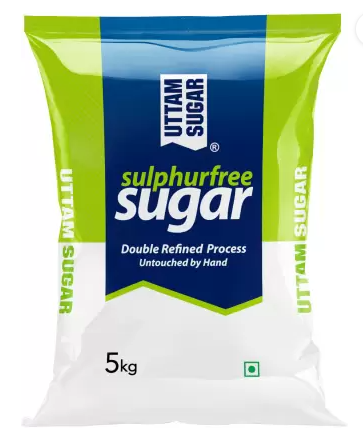 UTTAM
SUGAR
®
sulphurfree
sugar
Double Refined Process
Untouched by Hand
UTTAM SUGAR
UTTAM SUGAR
5kg